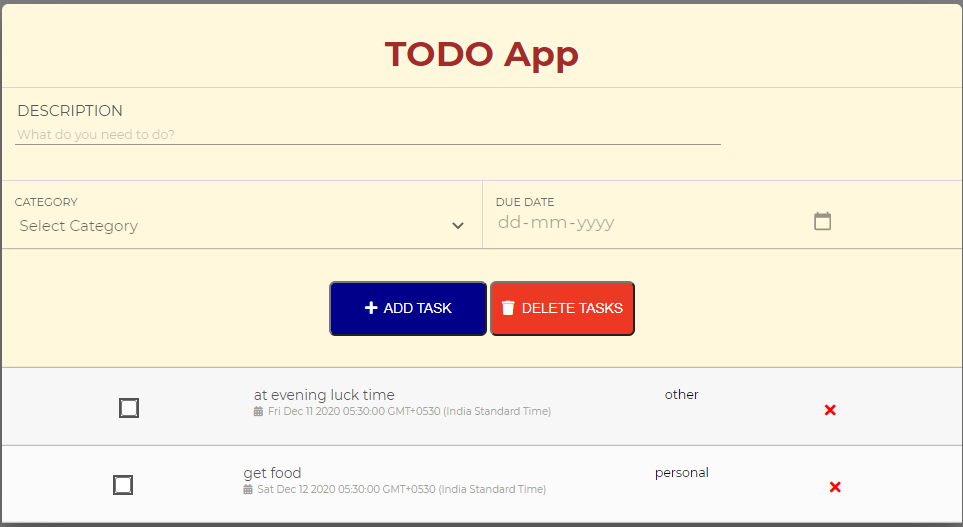 TODO App
DESCRIPTION
What do you need to do?
CATEGORY
Select Category
DUE DATE
dd-mm-yyyy
ADD TASK
DELETE TASKS
at evening luck time
Fri Dec 11 2020 05:30:00 GMT+0530 (India Standard Time)
other
get food
Sat Dec 12 2020 05:30:00 GMT+0530 (India Standard Time)
personal